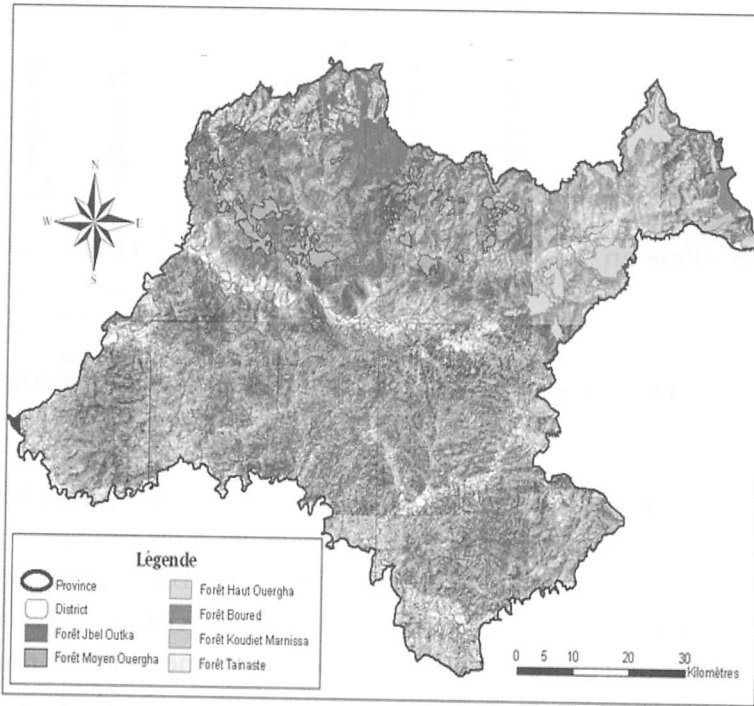 N
W
E
S
Légende
Province
District
Forêt Jbel Outka
Forêt Moyen Ouergha
Forêt Haut Ouergha
Forêt Boured
Forêt Koudiet Marnissa
Forêt Tainaste
0 5 10 20 30
Kilomètres